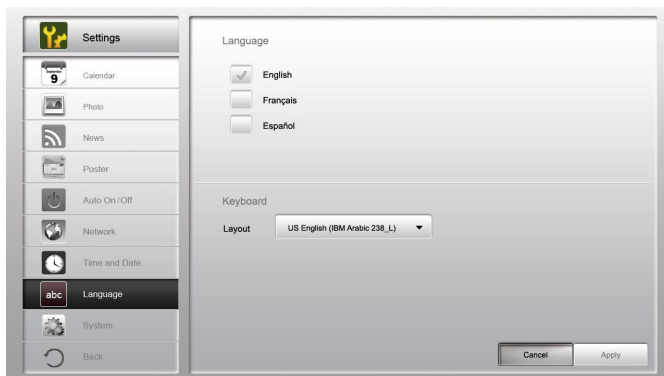 Settings
September
9
Calendar
Photo
News
Poster
Auto On/Off
Network
Time and Date
abc
Language
System
Back
Language
English
Français
Español
Keyboard
Layout
US English (IBM Arabic 238_L)
Cancel
Apply